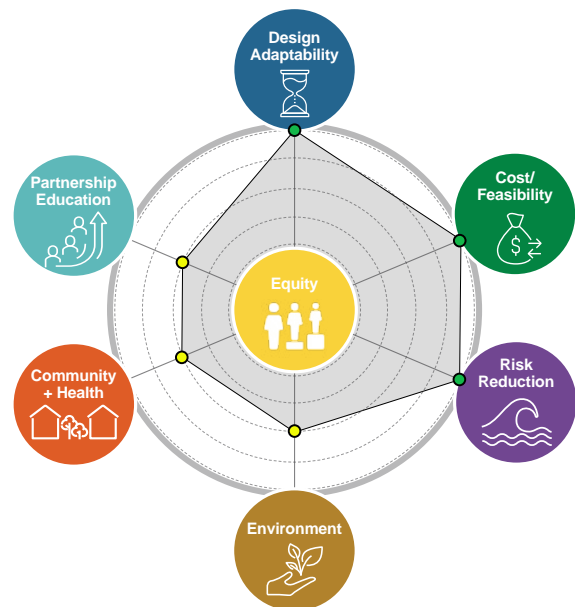 Design
Adaptability
Partnership
Education
Cost/
Feasibility
$
Equity
Community
+ Health
Risk
Reduction
Environment